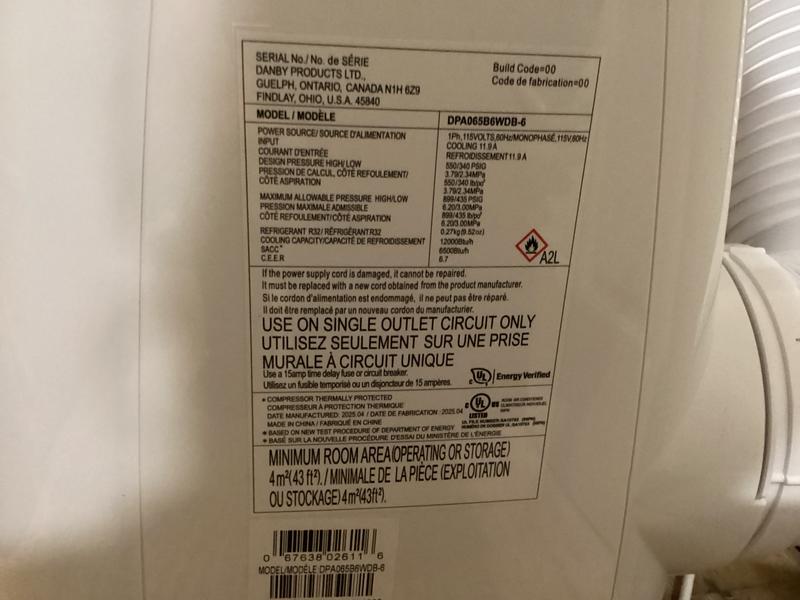 SERIAL No./ No. de SÉRIE
DANBY PRODUCTS LTD.,
GUELPH, ONTARIO, CANADA N1H 6Z9
FINDLAY, OHIO, U.S.A. 45840
Build Code=00
Code de fabrication=00
MODEL / MODÈLE DPA065B6WDB-6
POWER SOURCE/ SOURCE D'ALIMENTATION 1Ph, 115VOLTS, 60Hz/MONOPHASÉ, 115V, 60Hz
INPUT COOLING 11.9 A
COURANT D'ENTRÉE REFROIDISSEMENT 11.9 A
DESIGN PRESSURE HIGH/ LOW 550/340 PSIG
PRESSION DE CALCUL, CÔTÉ REFOULEMENT/ 3.79/2.34MPa
CÔTÉ ASPIRATION 550/340 lb/po²
3.79/2.34MPa
MAXIMUM ALLOWABLE PRESSURE HIGH/LOW 899/435 PSIG
PRESSION MAXIMALE ADMISSIBLE 6.20/3.00MPa
CÔTÉ REFOULEMENT/CÔTÉ ASPIRATION 899/435 lb/po²
6.20/3.00MPa
REFRIGERANT R32/ RÉFRIGÉRANT R32 0.27kg(9.52oz)
COOLING CAPACITY/CAPACITÉ DE REFROIDISSEMENT 12000Btu/h
SACC* 6500Btu/h
C.E.E.R 6.7
A2L
If the power supply cord is damaged, it cannot be repaired.
It must be replaced with a new cord obtained from the product manufacturer.
Si le cordon d'alimentation est endommagé, il ne peut pas être réparé.
Il doit être remplacé par un nouveau cordon du manufacturier.
USE ON SINGLE OUTLET CIRCUIT ONLY
UTILISEZ SEULEMENT SUR UNE PRISE
MURALE À CIRCUIT UNIQUE
Use a 15amp time delay fuse or circuit breaker.
Utilisez un fusible temporisé ou un disjoncteur de 15 ampères.
c UL Energy Verified
* COMPRESSOR THERMALLY PROTECTED
COMPRESSEUR À PROTECTION THERMIQUE
DATE MANUFACTURED: 2025.04 / DATE DE FABRICATION : 2025.04
MADE IN CHINA / FABRIQUÉ EN CHINE
* BASED ON NEW TEST PROCEDURE OF DEPARTMENT OF ENERGY
* BASÉ SUR LA NOUVELLE PROCÉDURE D'ESSAI DU MINISTÈRE DE L'ÉNERGIE
c UL US
LISTED
ROOM AIR CONDITIONER
MINIMUM ROOM AREA(OPERATING OR STORAGE)
4m²(43 ft²). / MINIMALE DE LA PIÈCE (EXPLOITATION
OU STOCKAGE) 4m²(43ft²).
0 67638 02611 6
MODEL/MODÈLE DPA065B6WDB-6